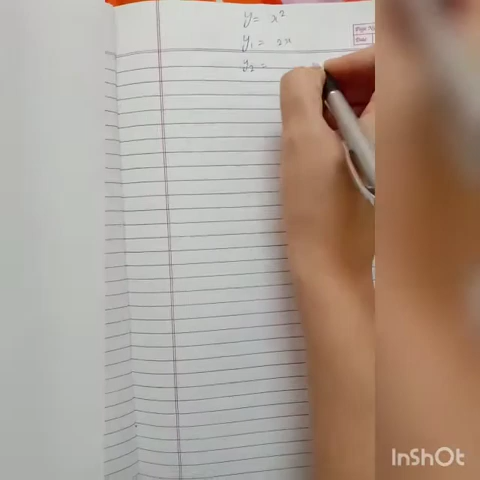 y = x²
y₁ = 2x
y₂ =
InShOt